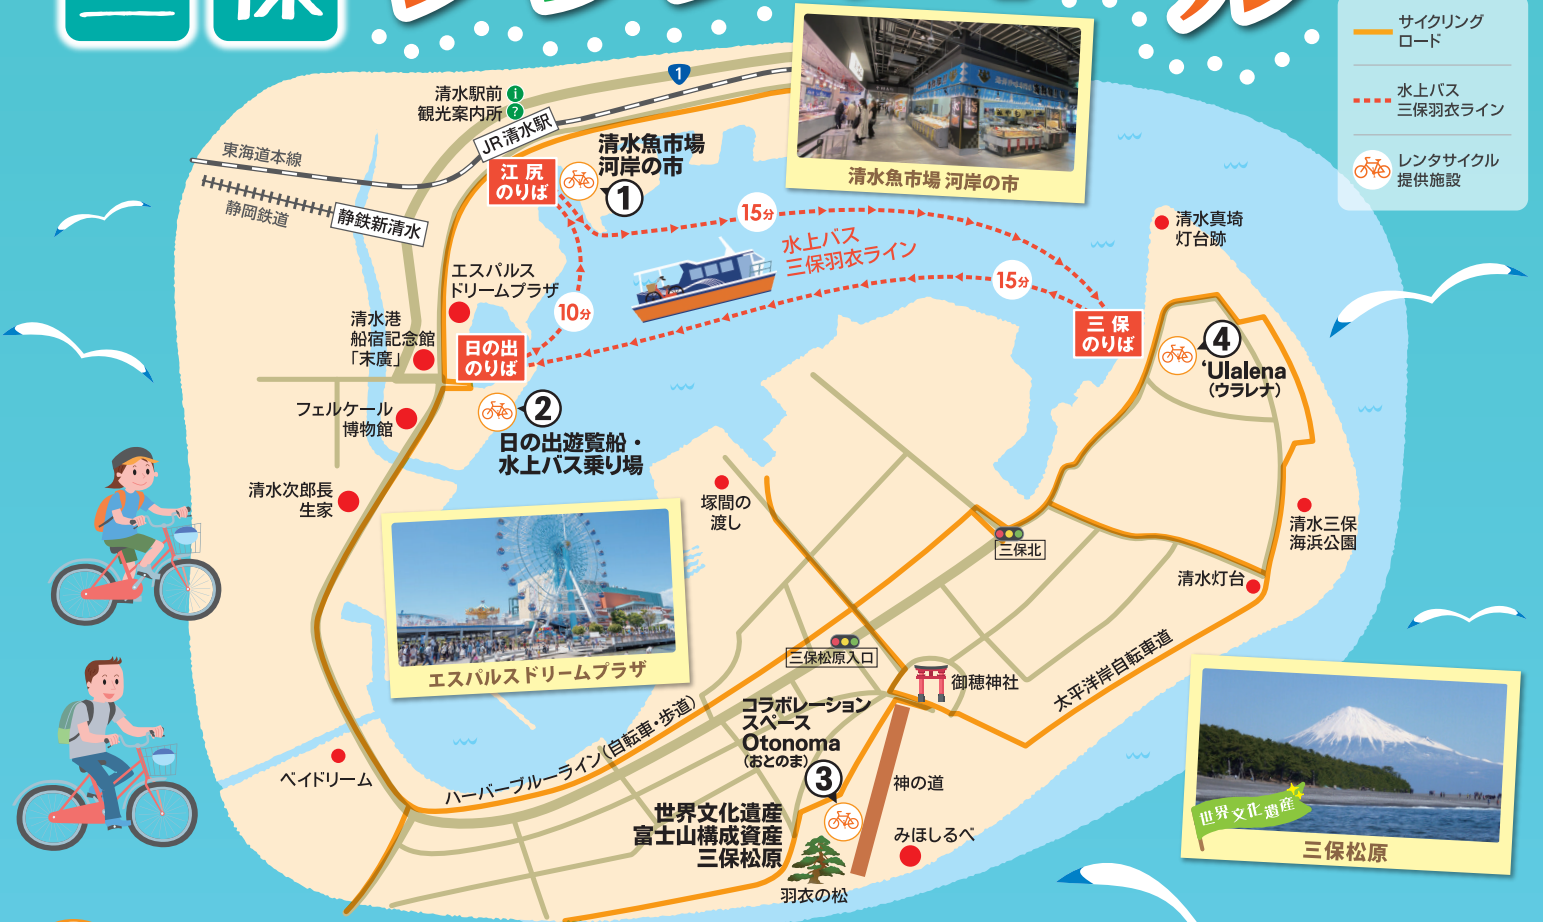 三保
サイクリング
ロード
水上バス
三保羽衣ライン
レンタサイクル
提供施設
1
清水駅前
観光案内所
i
?
JR清水駅
東海道本線
静岡鉄道
静鉄新清水
江尻
のりば
清水魚市場
河岸の市
1
清水魚市場 河岸の市
15分
水上バス
三保羽衣ライン
15分
10分
清水真埼
灯台跡
エスパルス
ドリームプラザ
清水港
船宿記念館
「末廣」
日の出
のりば
三保
のりば
4
‘Ulalena
(ウラレナ)
フェルケール
博物館
2
日の出遊覧船・
水上バス乗り場
清水次郎長
生家
塚間の
渡し
三保北
清水三保
海浜公園
清水灯台
エスパルスドリームプラザ
三保松原入口
御穂神社
太平洋岸自転車道
コラボレーション
スペース
Otonoma
(おとのま)
3
ハーバーブルーライン(自転車・歩道)
ベイドリーム
神の道
世界文化遺産
富士山構成資産
三保松原
みほしるべ
羽衣の松
世界文化遺産
三保松原